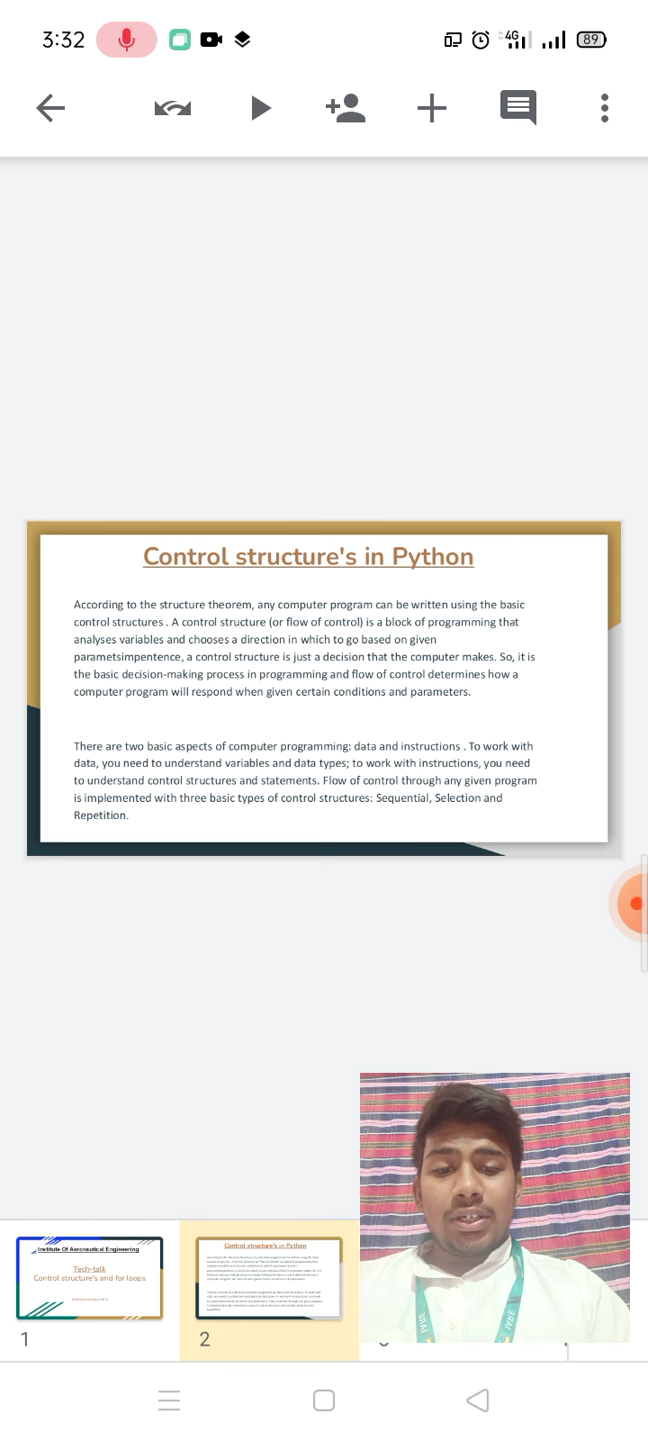 3:32
4G
89
Control structure's in Python
According to the structure theorem, any computer program can be written using the basic
control structures . A control structure (or flow of control) is a block of programming that
analyses variables and chooses a direction in which to go based on given
parametsimpentence, a control structure is just a decision that the computer makes. So, it is
the basic decision-making process in programming and flow of control determines how a
computer program will respond when given certain conditions and parameters.
There are two basic aspects of computer programming: data and instructions . To work with
data, you need to understand variables and data types; to work with instructions, you need
to understand control structures and statements. Flow of control through any given program
is implemented with three basic types of control structures: Sequential, Selection and
Repetition.
Institute Of Aeronautical Engineering
Tech-talk
Control structure's and for loops
1
Control structure's in Python
2